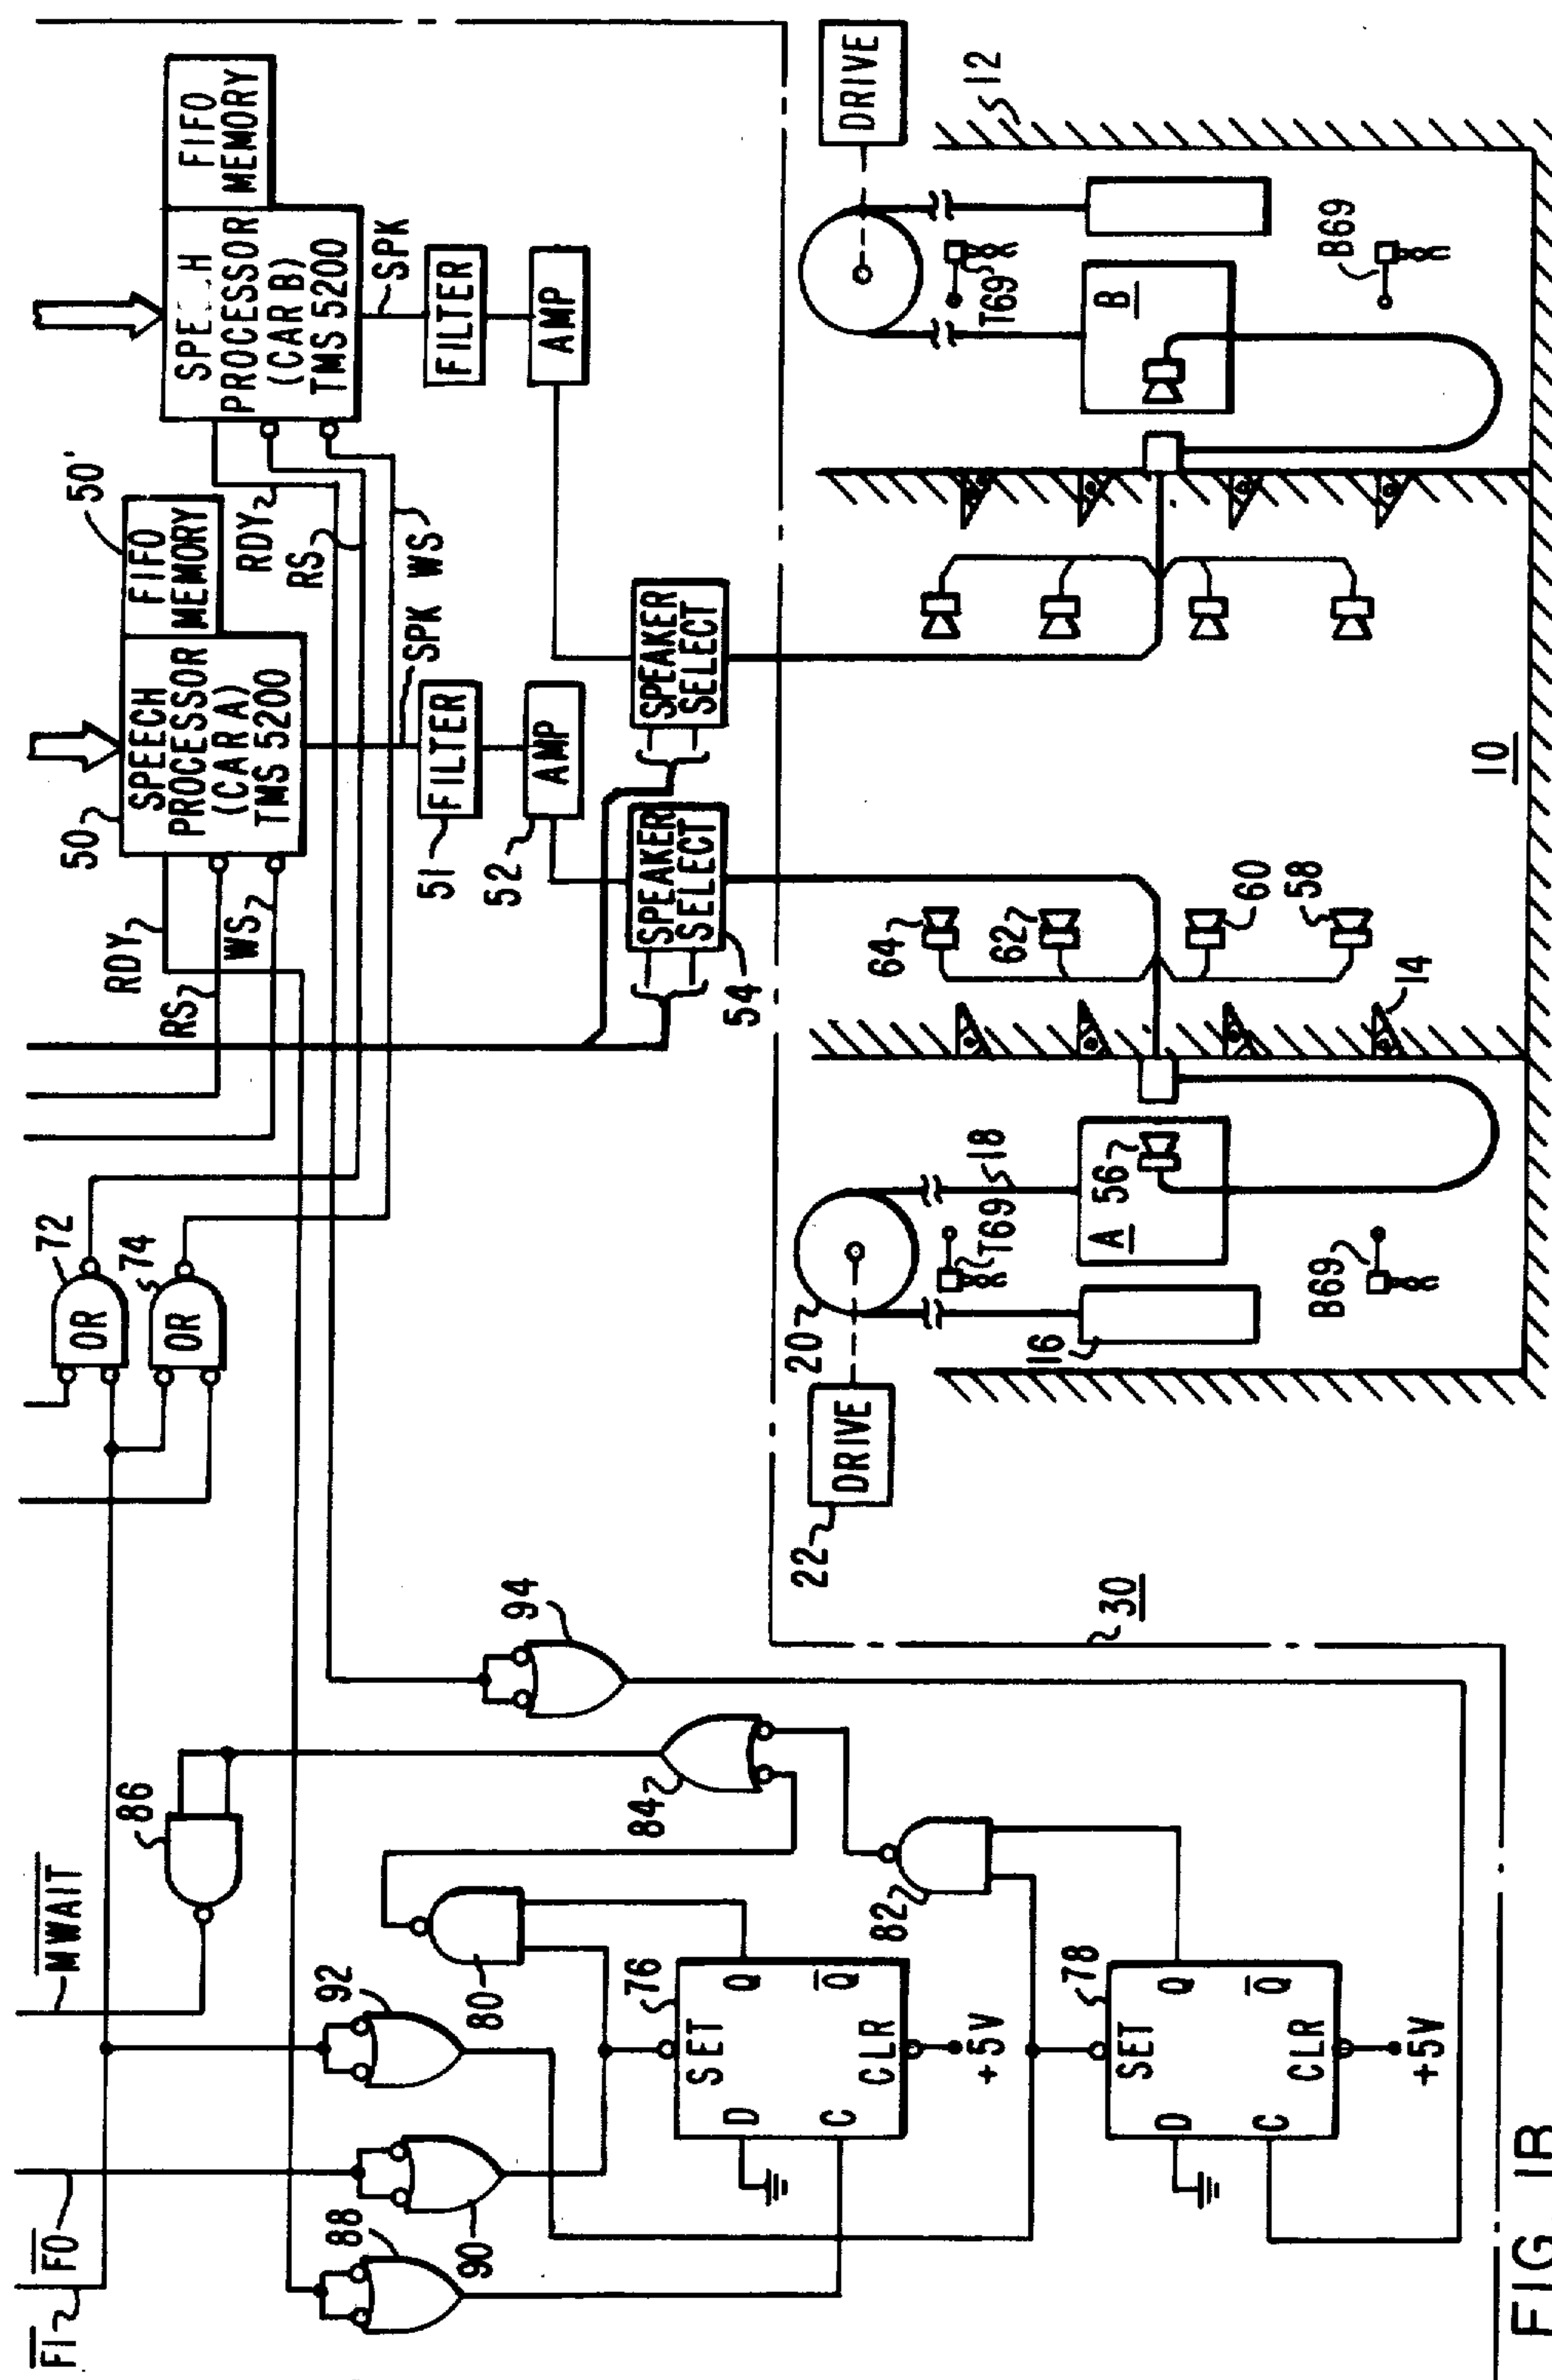 F1
F0
MWAIT
86
92
88
90
80
76
SET
D
Q
Q
C
CLR
+5V
84
82
94
78
SET
D
Q
Q
C
CLR
+5V
30
72
OR
74
OR
RDY
RS
WS
50
SPEECH
PROCESSOR
(CAR A)
TMS 5200
50'
FIFO
MEMORY
RDY
RS
SPK
WS
51
FILTER
52
AMP
SPEAKER
SELECT
54
SPEAKER
SELECT
PROCESSOR
(CAR B)
TMS 5200
FIFO
MEMORY
SPK
FILTER
AMP
22
DRIVE
20
18
T69
16
A
56
B69
64
62
60
58
14
10
DRIVE
12
T69
B
B69
FIG. 1B